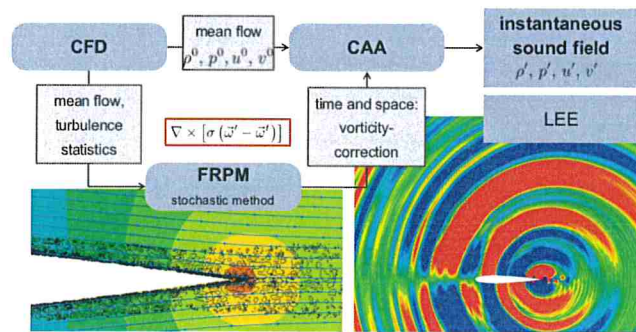 CFD
mean flow
ρ⁰, p⁰, u⁰, v⁰
CAA
instantaneous
sound field
ρ′, p′, u′, v′
mean flow,
turbulence
statistics
∇ × [σ (ω⃗′ − ω⃗′)]
time and space:
vorticity-
correction
LEE
FRPM
stochastic method